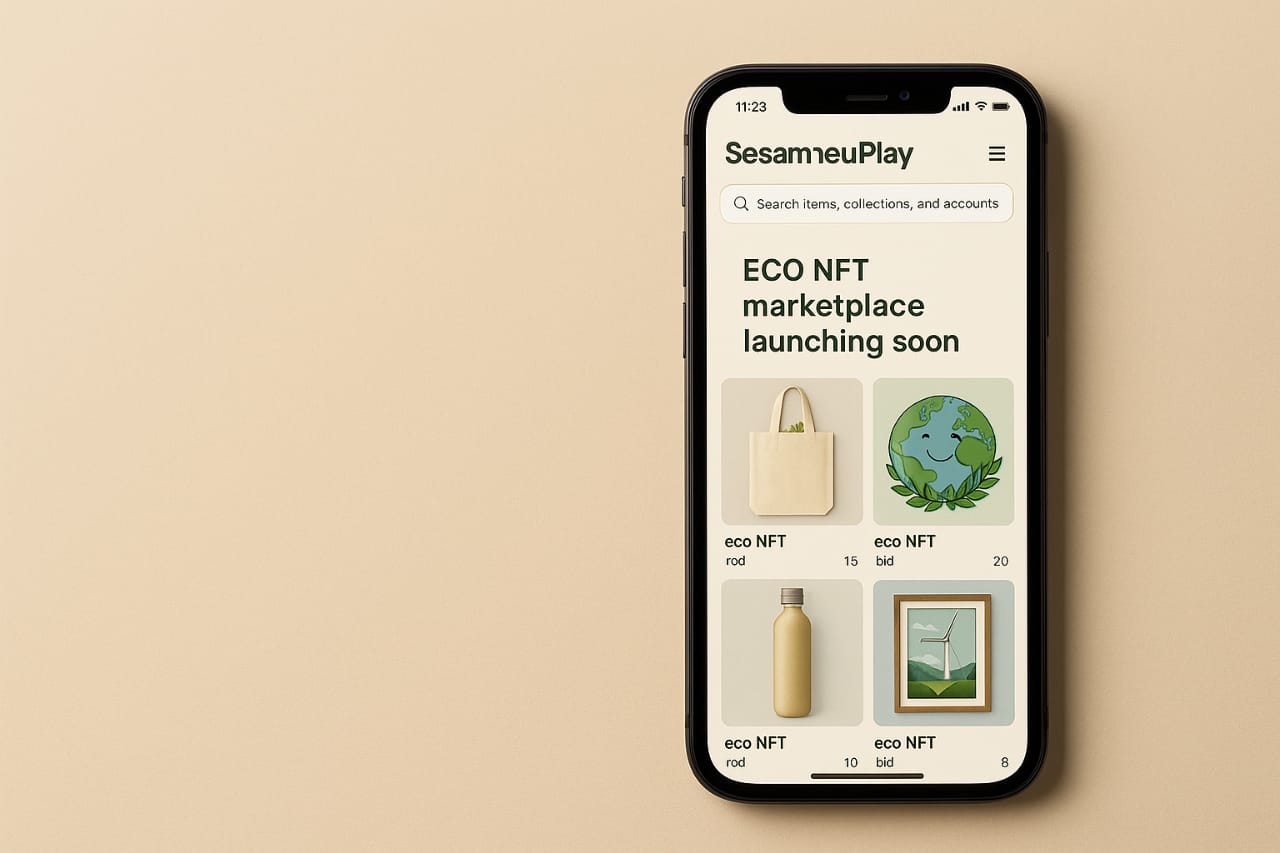 11:23
SesamneuPlay
Search items, collections, and accounts
ECO NFT
marketplace
launching soon
eco NFT
rod 15
eco NFT
bid 20
eco NFT
rod 10
eco NFT
bid 8